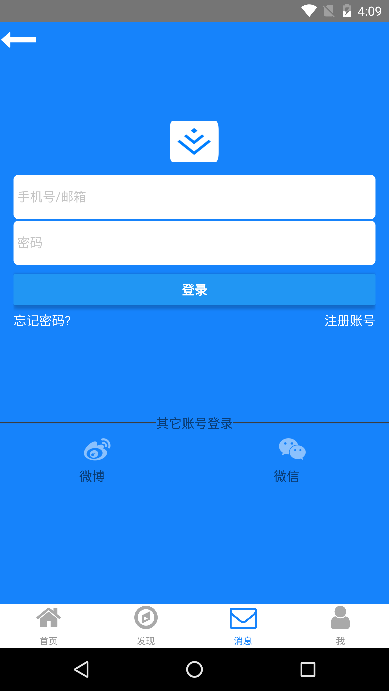 4:09
手机号/邮箱
密码
登录
忘记密码? 注册账号
其它账号登录
微博 微信
首页 发现 消息 我